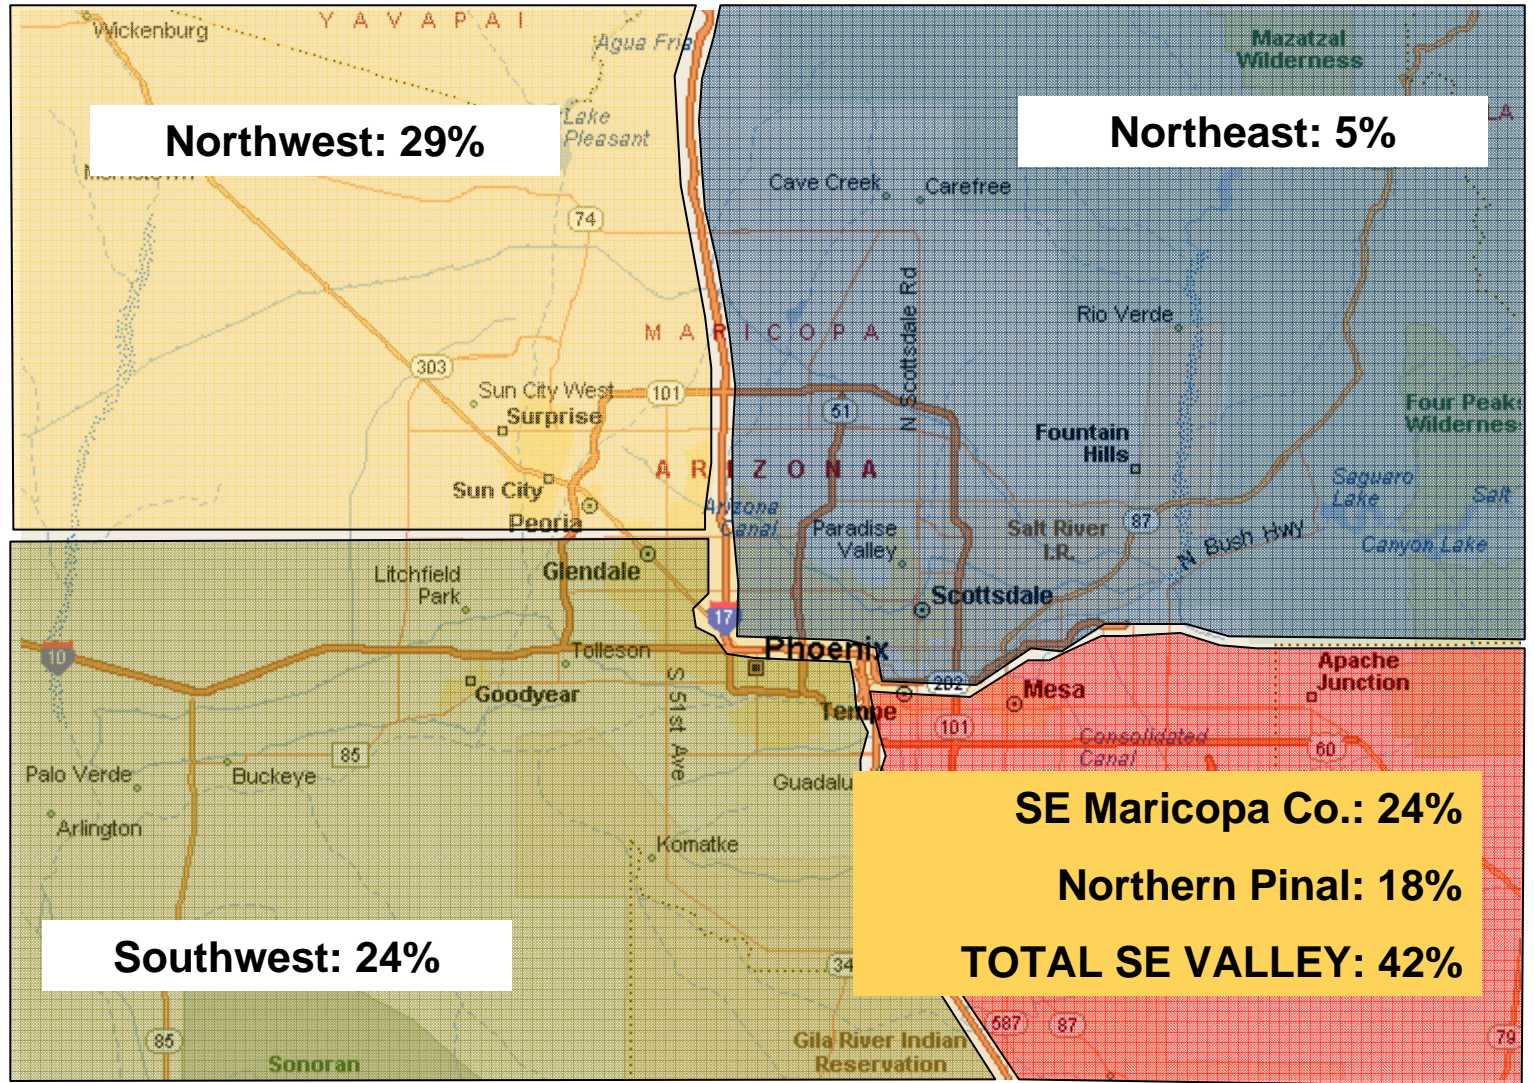 Wickenburg
YAVAPAI
Agua Fria
Mazatzal
Wilderness
Northwest: 29%
Lake
Pleasant
Northeast: 5%
LA
Morristown
Cave Creek
Carefree
74
N Scottsdale Rd
Rio Verde
MARICOPA
303
Sun City West
101
51
Surprise
Four Peaks
Wilderness
Fountain
Hills
ARIZONA
Sun City
Peoria
Arizona
Canal
Saguaro
Lake
Salt
Paradise
Valley
Salt River
I.R.
87
N Bush Hwy
Canyon Lake
Glendale
Litchfield
Park
Scottsdale
17
10
Tolleson
Phoenix
Apache
Junction
Goodyear
S 51st Ave
202
Mesa
Tempe
101
Consolidated
Canal
60
85
Palo Verde
Buckeye
Guadalu
Arlington
SE Maricopa Co.: 24%
Komatke
Northern Pinal: 18%
Southwest: 24%
34
TOTAL SE VALLEY: 42%
587
87
85
Gila River Indian
Reservation
79
Sonoran